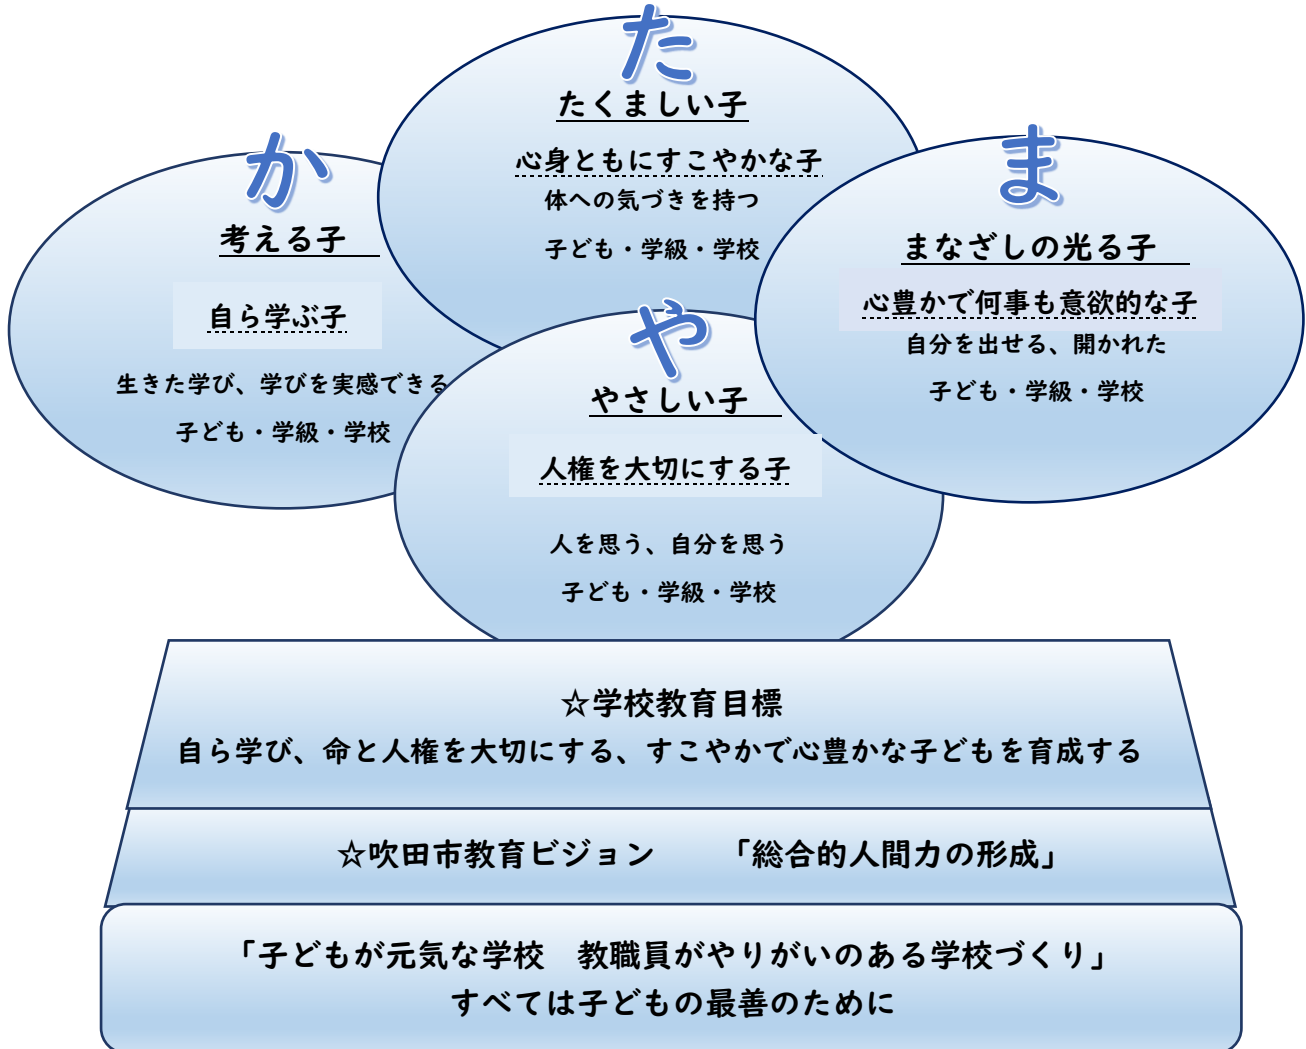 か
考える子
自ら学ぶ子
生きた学び、学びを実感できる
子ども・学級・学校
た
たくましい子
心身ともにすこやかな子
体への気づきを持つ
子ども・学級・学校
や
やさしい子
人権を大切にする子
人を思う、自分を思う
子ども・学級・学校
ま
まなざしの光る子
心豊かで何事も意欲的な子
自分を出せる、開かれた
子ども・学級・学校
☆学校教育目標
自ら学び、命と人権を大切にする、すこやかで心豊かな子どもを育成する
☆吹田市教育ビジョン　「総合的人間力の形成」
「子どもが元気な学校　教職員がやりがいのある学校づくり」
すべては子どもの最善のために